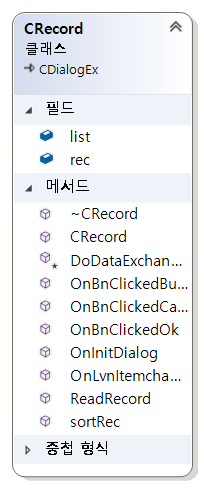 CRecord
클래스
CDialogEx
필드
list
rec
메서드
~CRecord
CRecord
DoDataExchan...
OnBnClickedBu...
OnBnClickedCa...
OnBnClickedOk
OnInitDialog
OnLvnItemcha...
ReadRecord
sortRec
중첩 형식